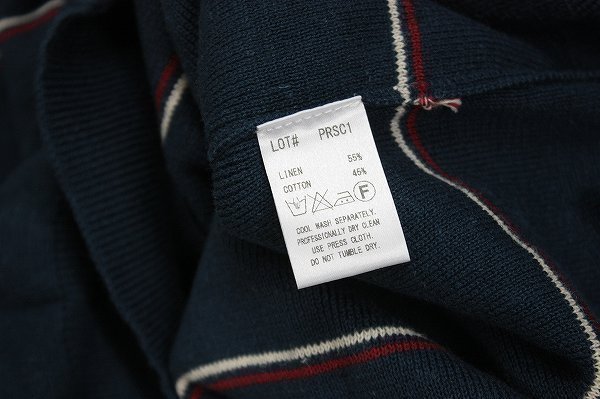 LOT# PRSC1
LINEN 55%
COTTON 45%
F
COOL WASH SEPARATELY.
PROFESSIONALLY DRY CLEAN
USE PRESS CLOTH.
DO NOT TUMBLE DRY.